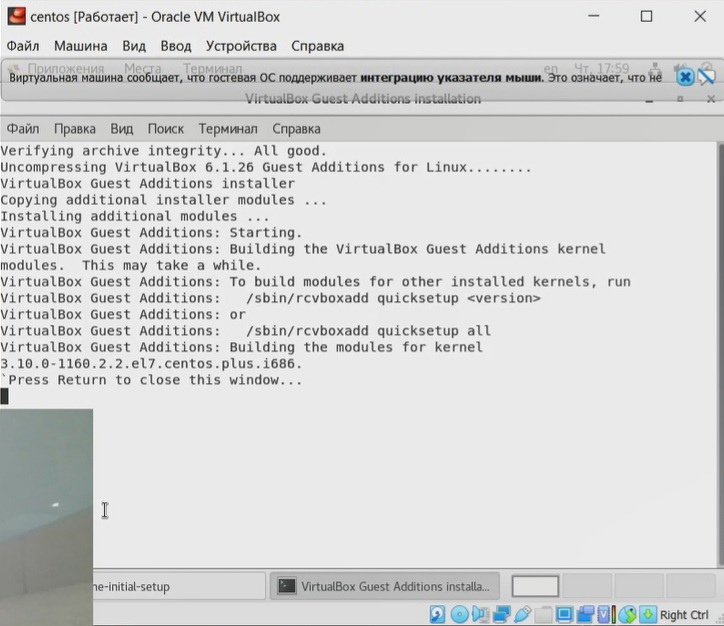 centos [Работает] - Oracle VM VirtualBox
Файл Машина Вид Ввод Устройства Справка
Приложения Места Терминал en Чт, 17:59
Виртуальная машина сообщает, что гостевая ОС поддерживает интеграцию указателя мыши. Это означает, что не
VirtualBox Guest Additions installation
Файл Правка Вид Поиск Терминал Справка
Verifying archive integrity... All good.
Uncompressing VirtualBox 6.1.26 Guest Additions for Linux........
VirtualBox Guest Additions installer
Copying additional installer modules ...
Installing additional modules ...
VirtualBox Guest Additions: Starting.
VirtualBox Guest Additions: Building the VirtualBox Guest Additions kernel
modules.  This may take a while.
VirtualBox Guest Additions: To build modules for other installed kernels, run
VirtualBox Guest Additions:   /sbin/rcvboxadd quicksetup <version>
VirtualBox Guest Additions: or
VirtualBox Guest Additions:   /sbin/rcvboxadd quicksetup all
VirtualBox Guest Additions: Building the modules for kernel
3.10.0-1160.2.2.el7.centos.plus.i686.
`Press Return to close this window...
ne-initial-setup VirtualBox Guest Additions installa...
Right Ctrl